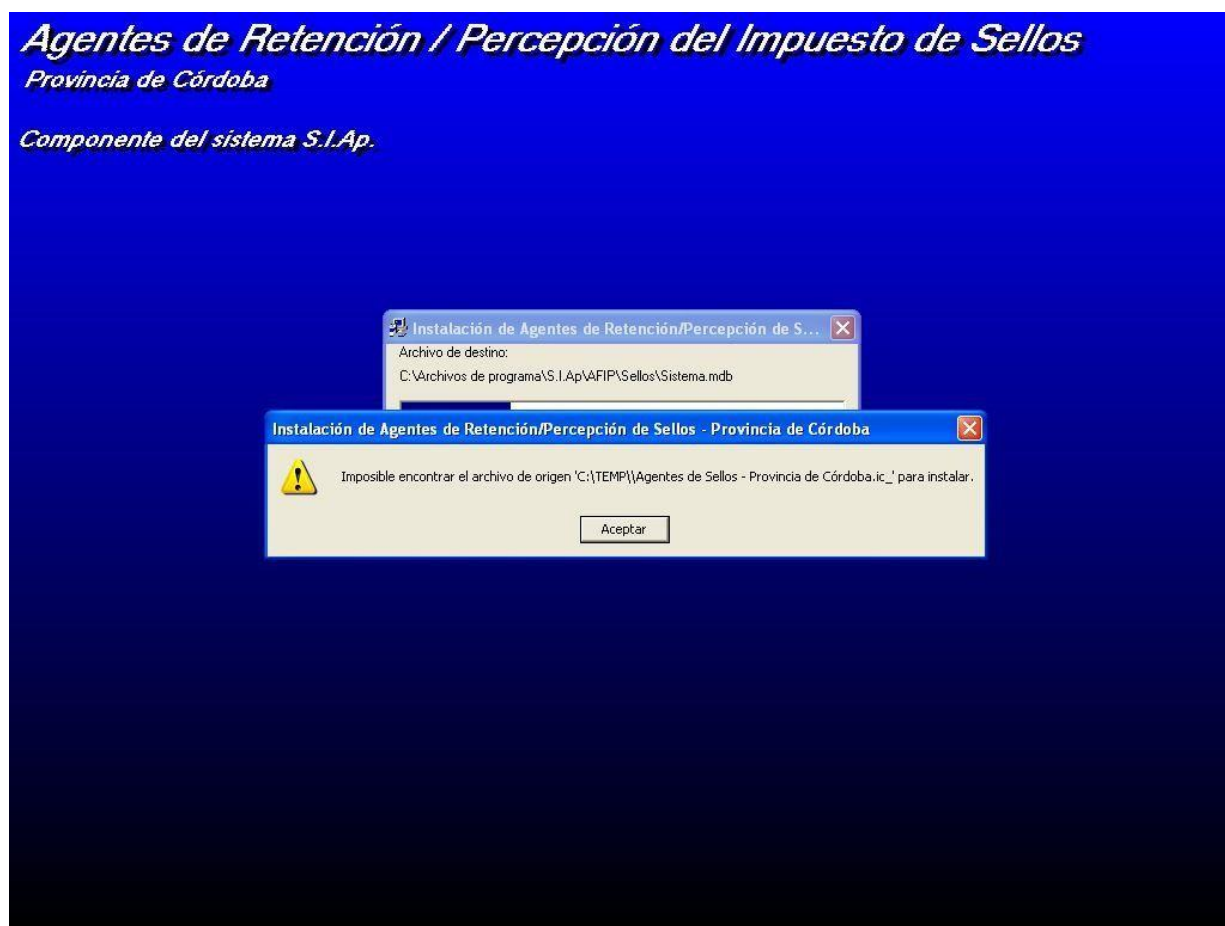 Agentes de Retención / Percepción del Impuesto de Sellos
Provincia de Córdoba
Componente del sistema S.I.Ap.
Instalación de Agentes de Retención/Percepción de S...
Archivo de destino:
C:\Archivos de programa\S.I.Ap\AFIP\Sellos\Sistema.mdb
Instalación de Agentes de Retención/Percepción de Sellos - Provincia de Córdoba
Imposible encontrar el archivo de origen 'C:\TEMP\\Agentes de Sellos - Provincia de Córdoba.ic_' para instalar.
Aceptar